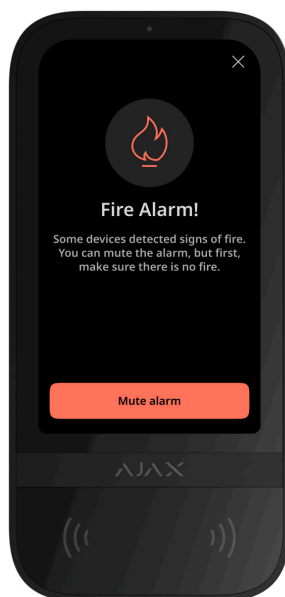 Fire Alarm!
Some devices detected signs of fire.
You can mute the alarm, but first,
make sure there is no fire.
Mute alarm
AJAX